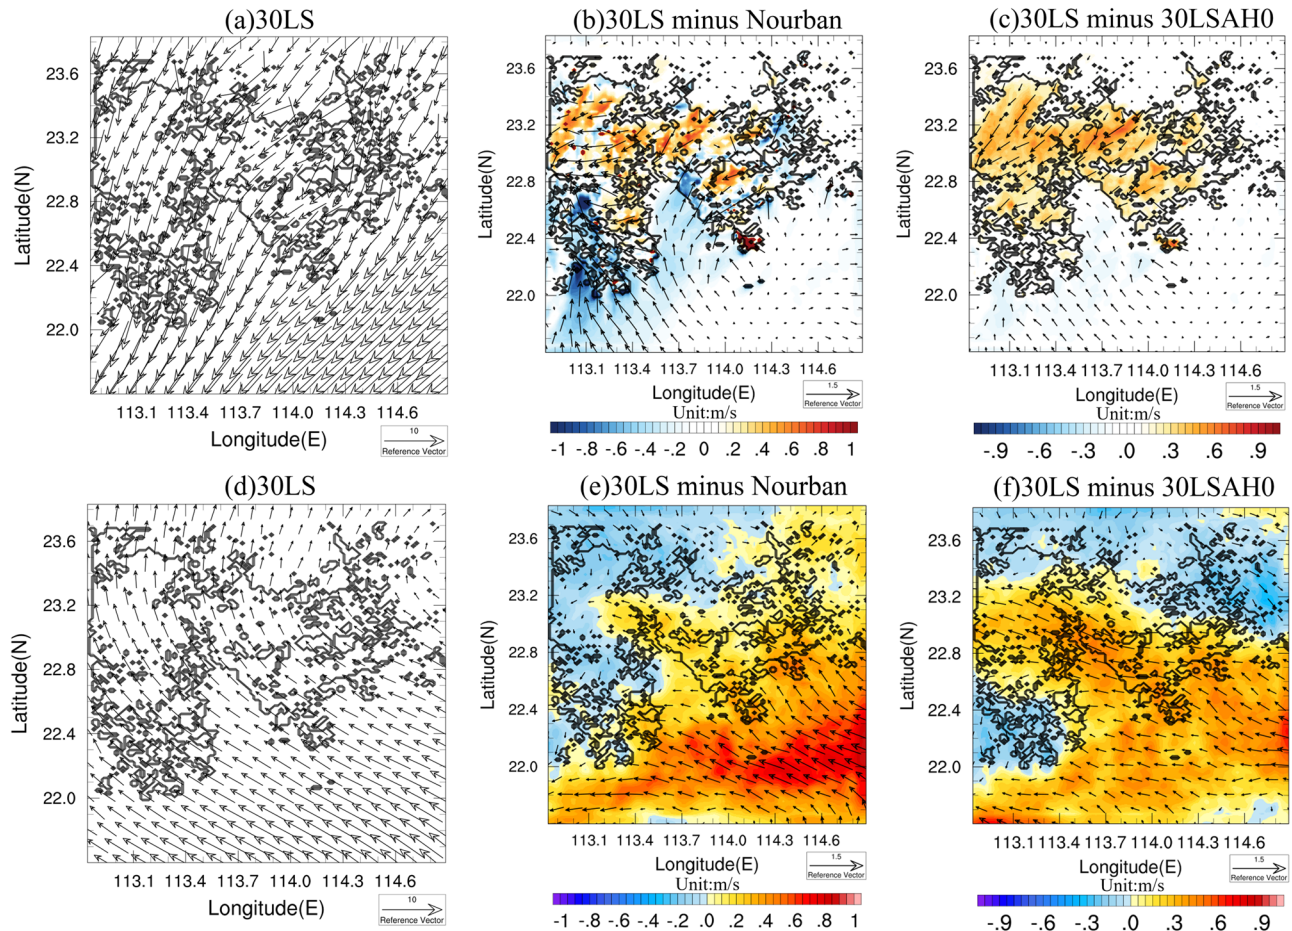 (a)30LS
(b)30LS minus Nourban
(c)30LS minus 30LSAH0
23.6
23.2
22.8
22.4
22.0
Latitude(N)
113.1 113.4 113.7 114.0 114.3 114.6
Longitude(E)
10
Reference Vector
23.6
23.2
22.8
22.4
22.0
Latitude(N)
113.1 113.4 113.7 114.0 114.3 114.6
Longitude(E)
1.5
Reference Vector
Unit:m/s
-1 -.8 -.6 -.4 -.2 0 .2 .4 .6 .8 1
23.6
23.2
22.8
22.4
22.0
Latitude(N)
113.1 113.4 113.7 114.0 114.3 114.6
Longitude(E)
1.5
Reference Vector
Unit:m/s
-.9 -.6 -.3 .0 .3 .6 .9
(d)30LS
(e)30LS minus Nourban
(f)30LS minus 30LSAH0
23.6
23.2
22.8
22.4
22.0
Latitude(N)
113.1 113.4 113.7 114.0 114.3 114.6
Longitude(E)
10
Reference Vector
23.6
23.2
22.8
22.4
22.0
Latitude(N)
113.1 113.4 113.7 114.0 114.3 114.6
Longitude(E)
1.5
Reference Vector
Unit:m/s
-1 -.8 -.6 -.4 -.2 .0 .2 .4 .6 .8 1
23.6
23.2
22.8
22.4
22.0
Latitude(N)
113.1 113.4 113.7 114.0 114.3 114.6
Longitude(E)
1.5
Reference Vector
Unit:m/s
-.9 -.6 -.3 .0 .3 .6 .9